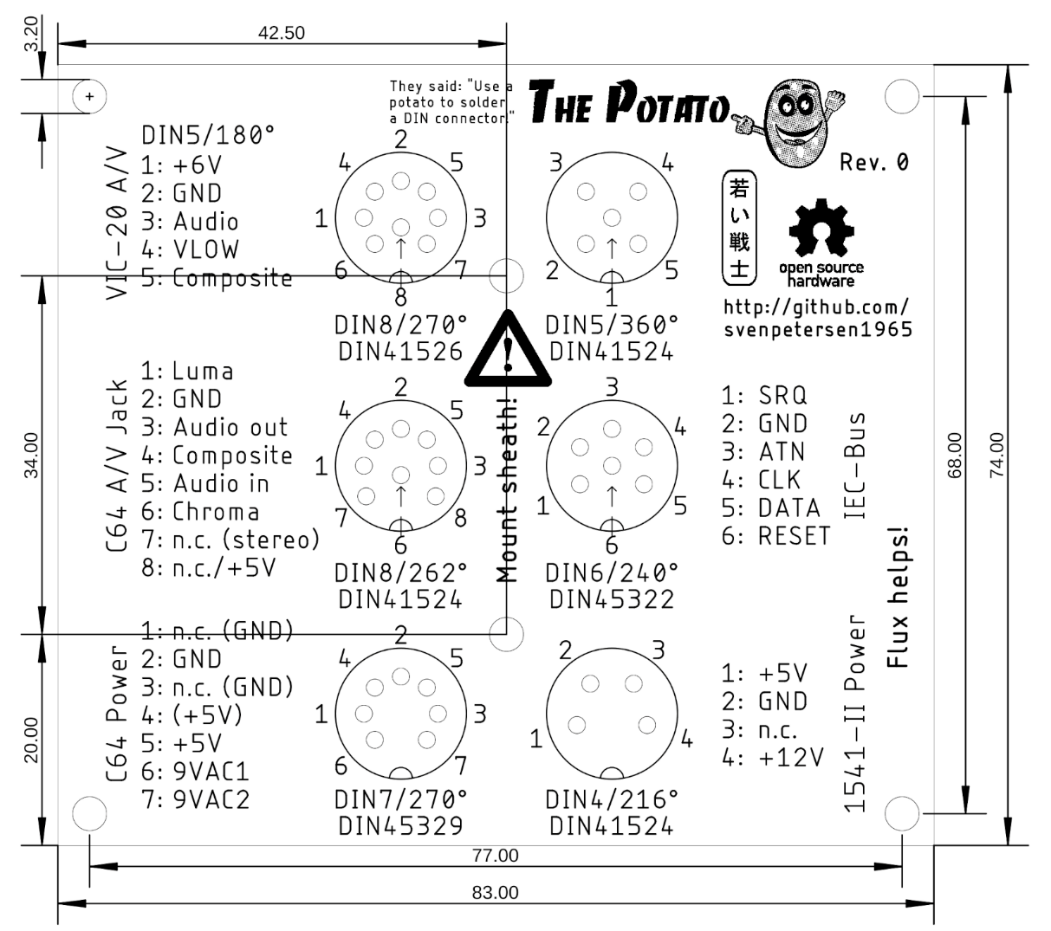 3.20
42.50
They said: "Use a
potato to solder
a DIN connector."
THE POTATO
Rev. 0
若い戦士
open source
hardware
http://github.com/
svenpetersen1965
VIC-20 A/V
DIN5/180°
1: +6V
2: GND
3: Audio
4: VLOW
5: Composite
2
4
5
1
3
6
7
8
DIN8/270°
DIN41526
3
4
2
5
1
DIN5/360°
DIN41524
!
Mount sheath!
C64 A/V Jack
1: Luma
2: GND
3: Audio out
4: Composite
5: Audio in
6: Chroma
7: n.c. (stereo)
8: n.c./+5V
2
4
5
1
3
7
8
6
DIN8/262°
DIN41524
3
2
4
1
5
6
DIN6/240°
DIN45322
1: SRQ
2: GND
3: ATN
4: CLK
5: DATA
6: RESET
IEC-Bus
Flux helps!
34.00
68.00
74.00
C64 Power
1: n.c. (GND)
2: GND
3: n.c. (GND)
4: (+5V)
5: +5V
6: 9VAC1
7: 9VAC2
2
4
5
1
3
6
7
DIN7/270°
DIN45329
2
3
1
4
DIN4/216°
DIN41524
1: +5V
2: GND
3: n.c.
4: +12V
1541-II Power
20.00
77.00
83.00